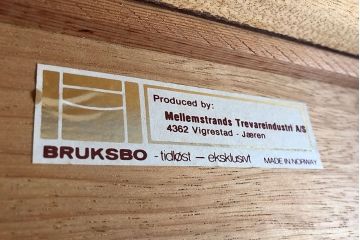 Produced by:
Mellemstrands Trevareindustri A/S
4362 Vigrestad - Jæren
BRUKSBO - tidløst — eksklusivt MADE IN NORWAY